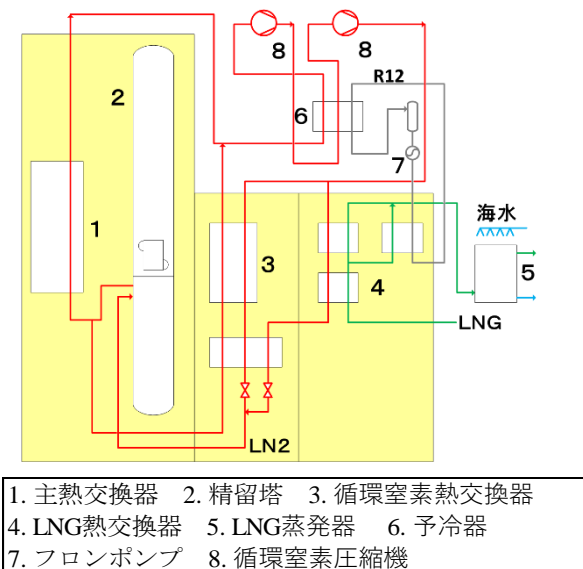 8
8
R12
2
6
7
海水
1
3
4
5
LNG
LN2
1. 主熱交換器 2. 精留塔 3. 循環窒素熱交換器
4. LNG熱交換器 5. LNG蒸発器 6. 予冷器
7. フロンポンプ 8. 循環窒素圧縮機